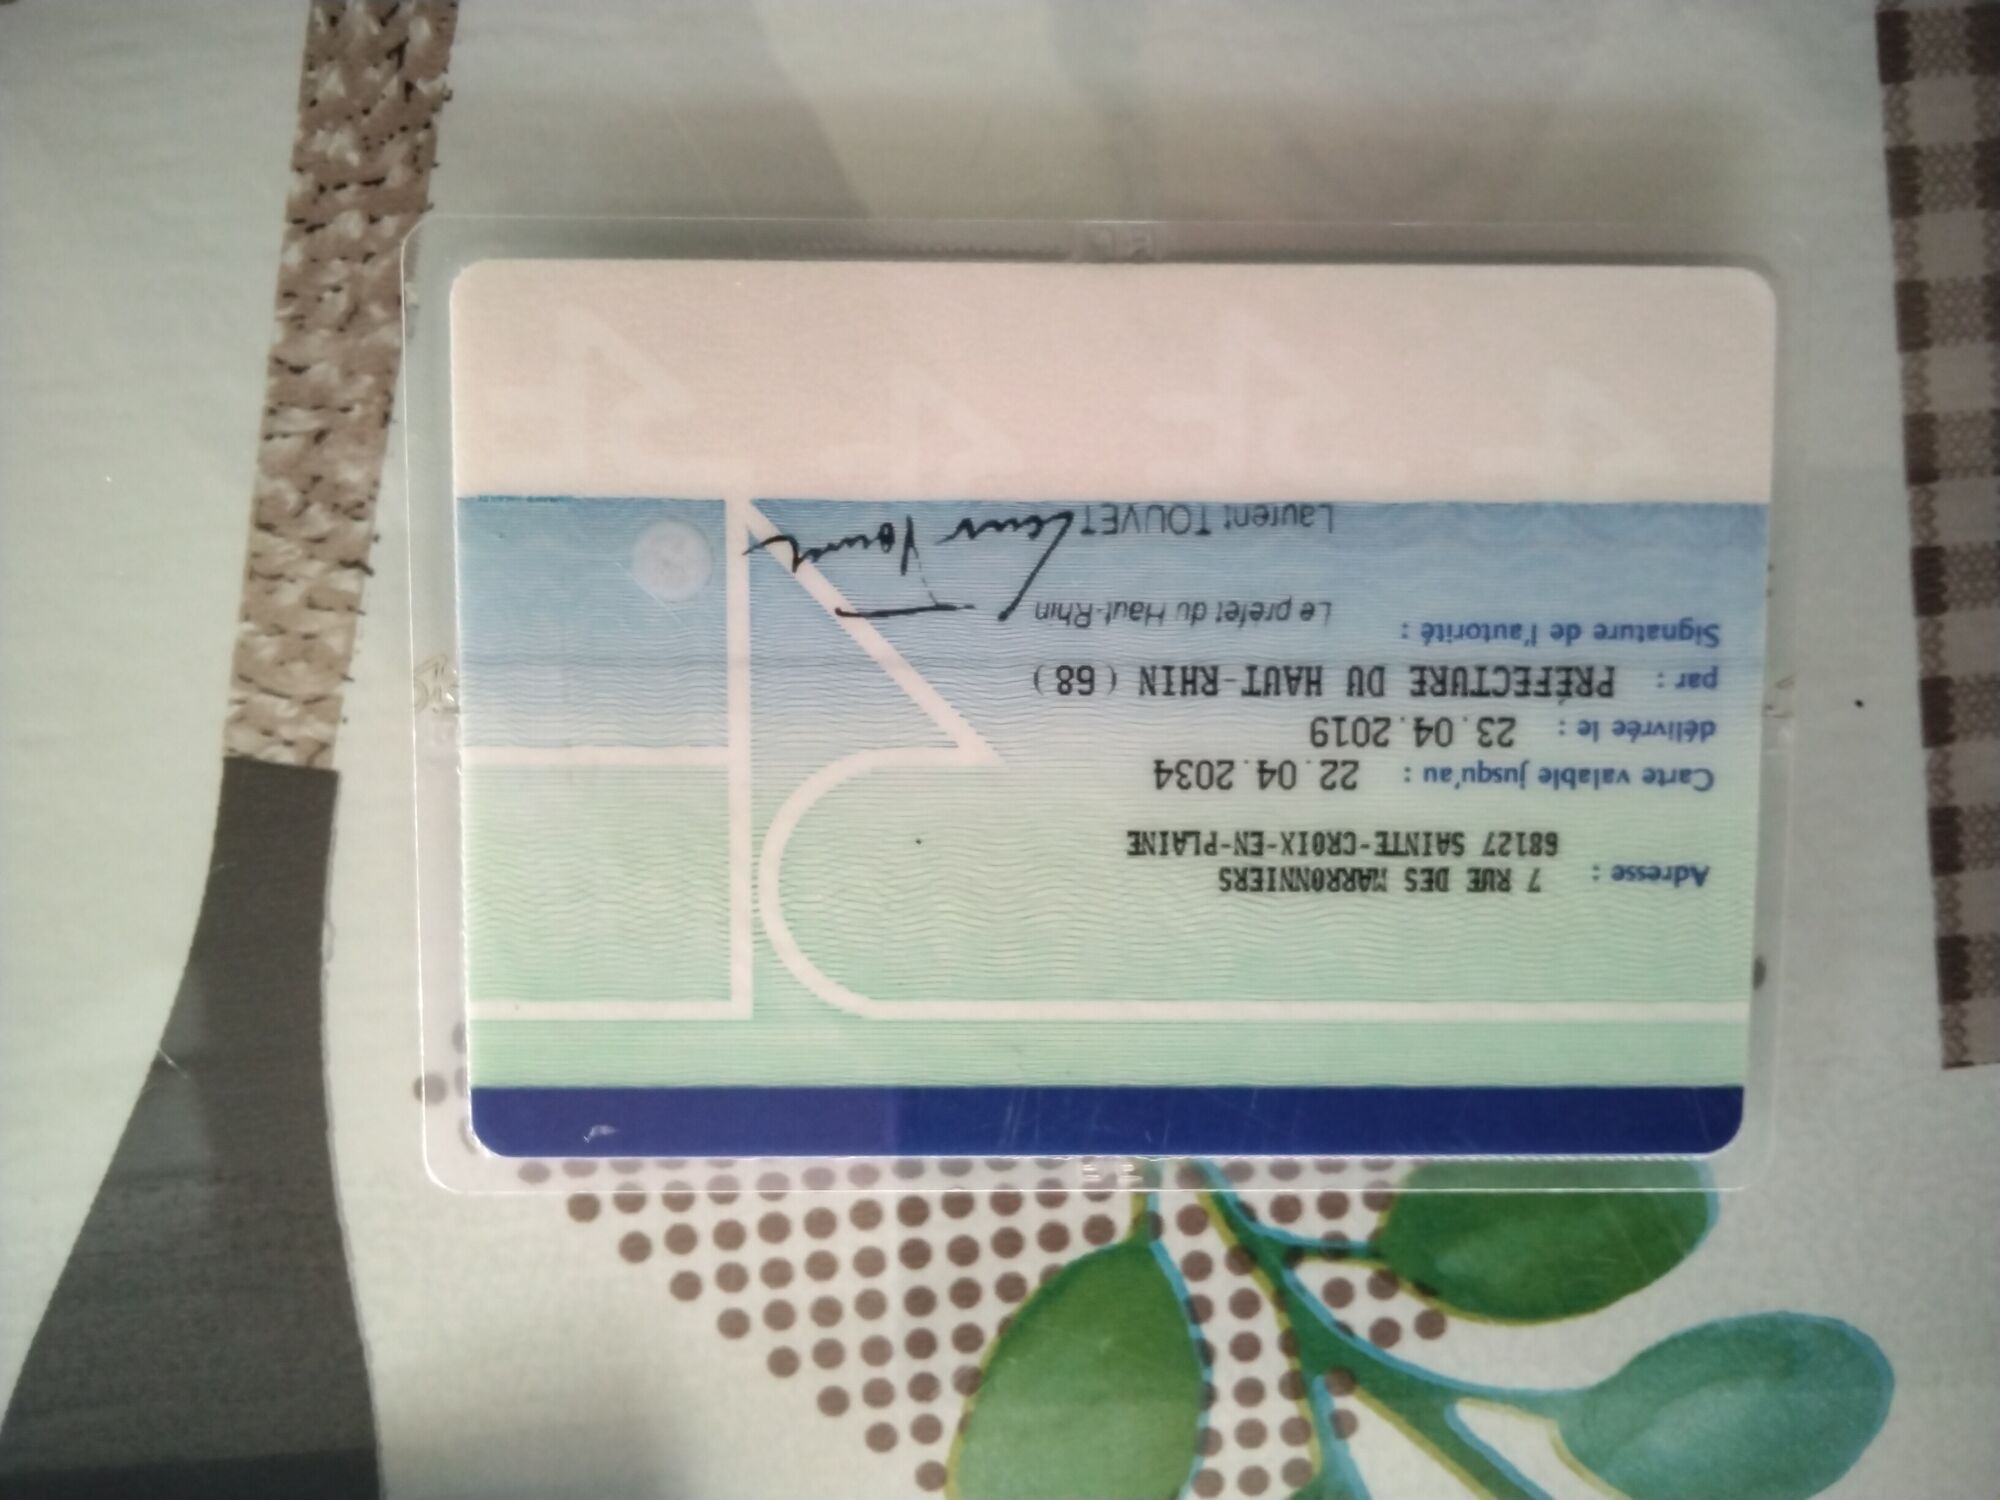 Adresse : 7 RUE DES MARRONNIERS
68127 SAINTE-CROIX-EN-PLAINE
Carte valable jusqu'au : 22.04.2034
délivrée le : 23.04.2019
par : PRÉFECTURE DU HAUT-RHIN (68)
Signature de l'autorité :
Le préfet du Haut-Rhin
Laurent TOUVET